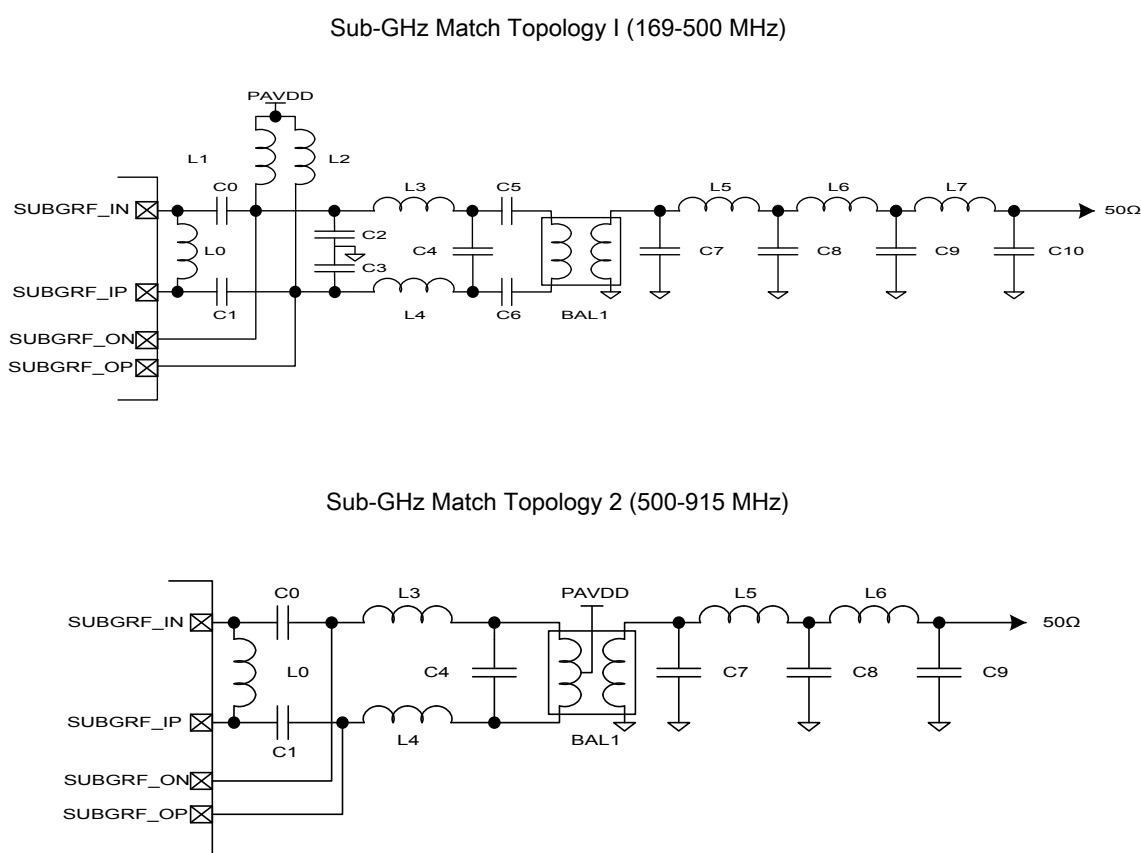 Sub-GHz Match Topology I (169-500 MHz)
PAVDD
L1
L2
C0
L3
C5
L5
L6
L7
SUBGRF_IN
50Ω
L0
C2
C3
C4
C7
C8
C9
C10
SUBGRF_IP
C1
L4
C6
BAL1
SUBGRF_ON
SUBGRF_OP
Sub-GHz Match Topology 2 (500-915 MHz)
C0
L3
PAVDD
L5
L6
SUBGRF_IN
50Ω
L0
C4
C7
C8
C9
SUBGRF_IP
C1
L4
BAL1
SUBGRF_ON
SUBGRF_OP